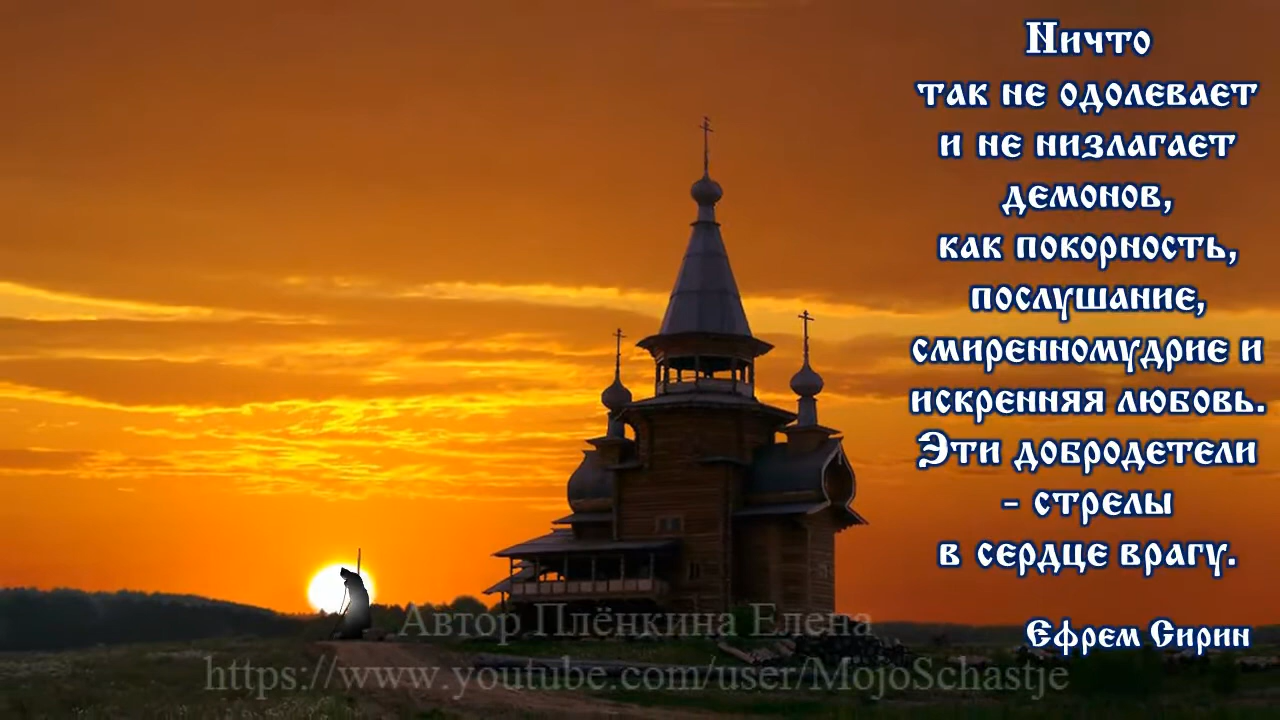 Ничто
так не одолевает
и не низлагает
демонов,
как покорность,
послушание,
смиренномудрие и
искренняя любовь.
Эти добродетели
- стрелы
в сердце врагу.
Ефрем Сирин
Автор Плёнкина Елена
https://www.youtube.com/user/MojoSchastje